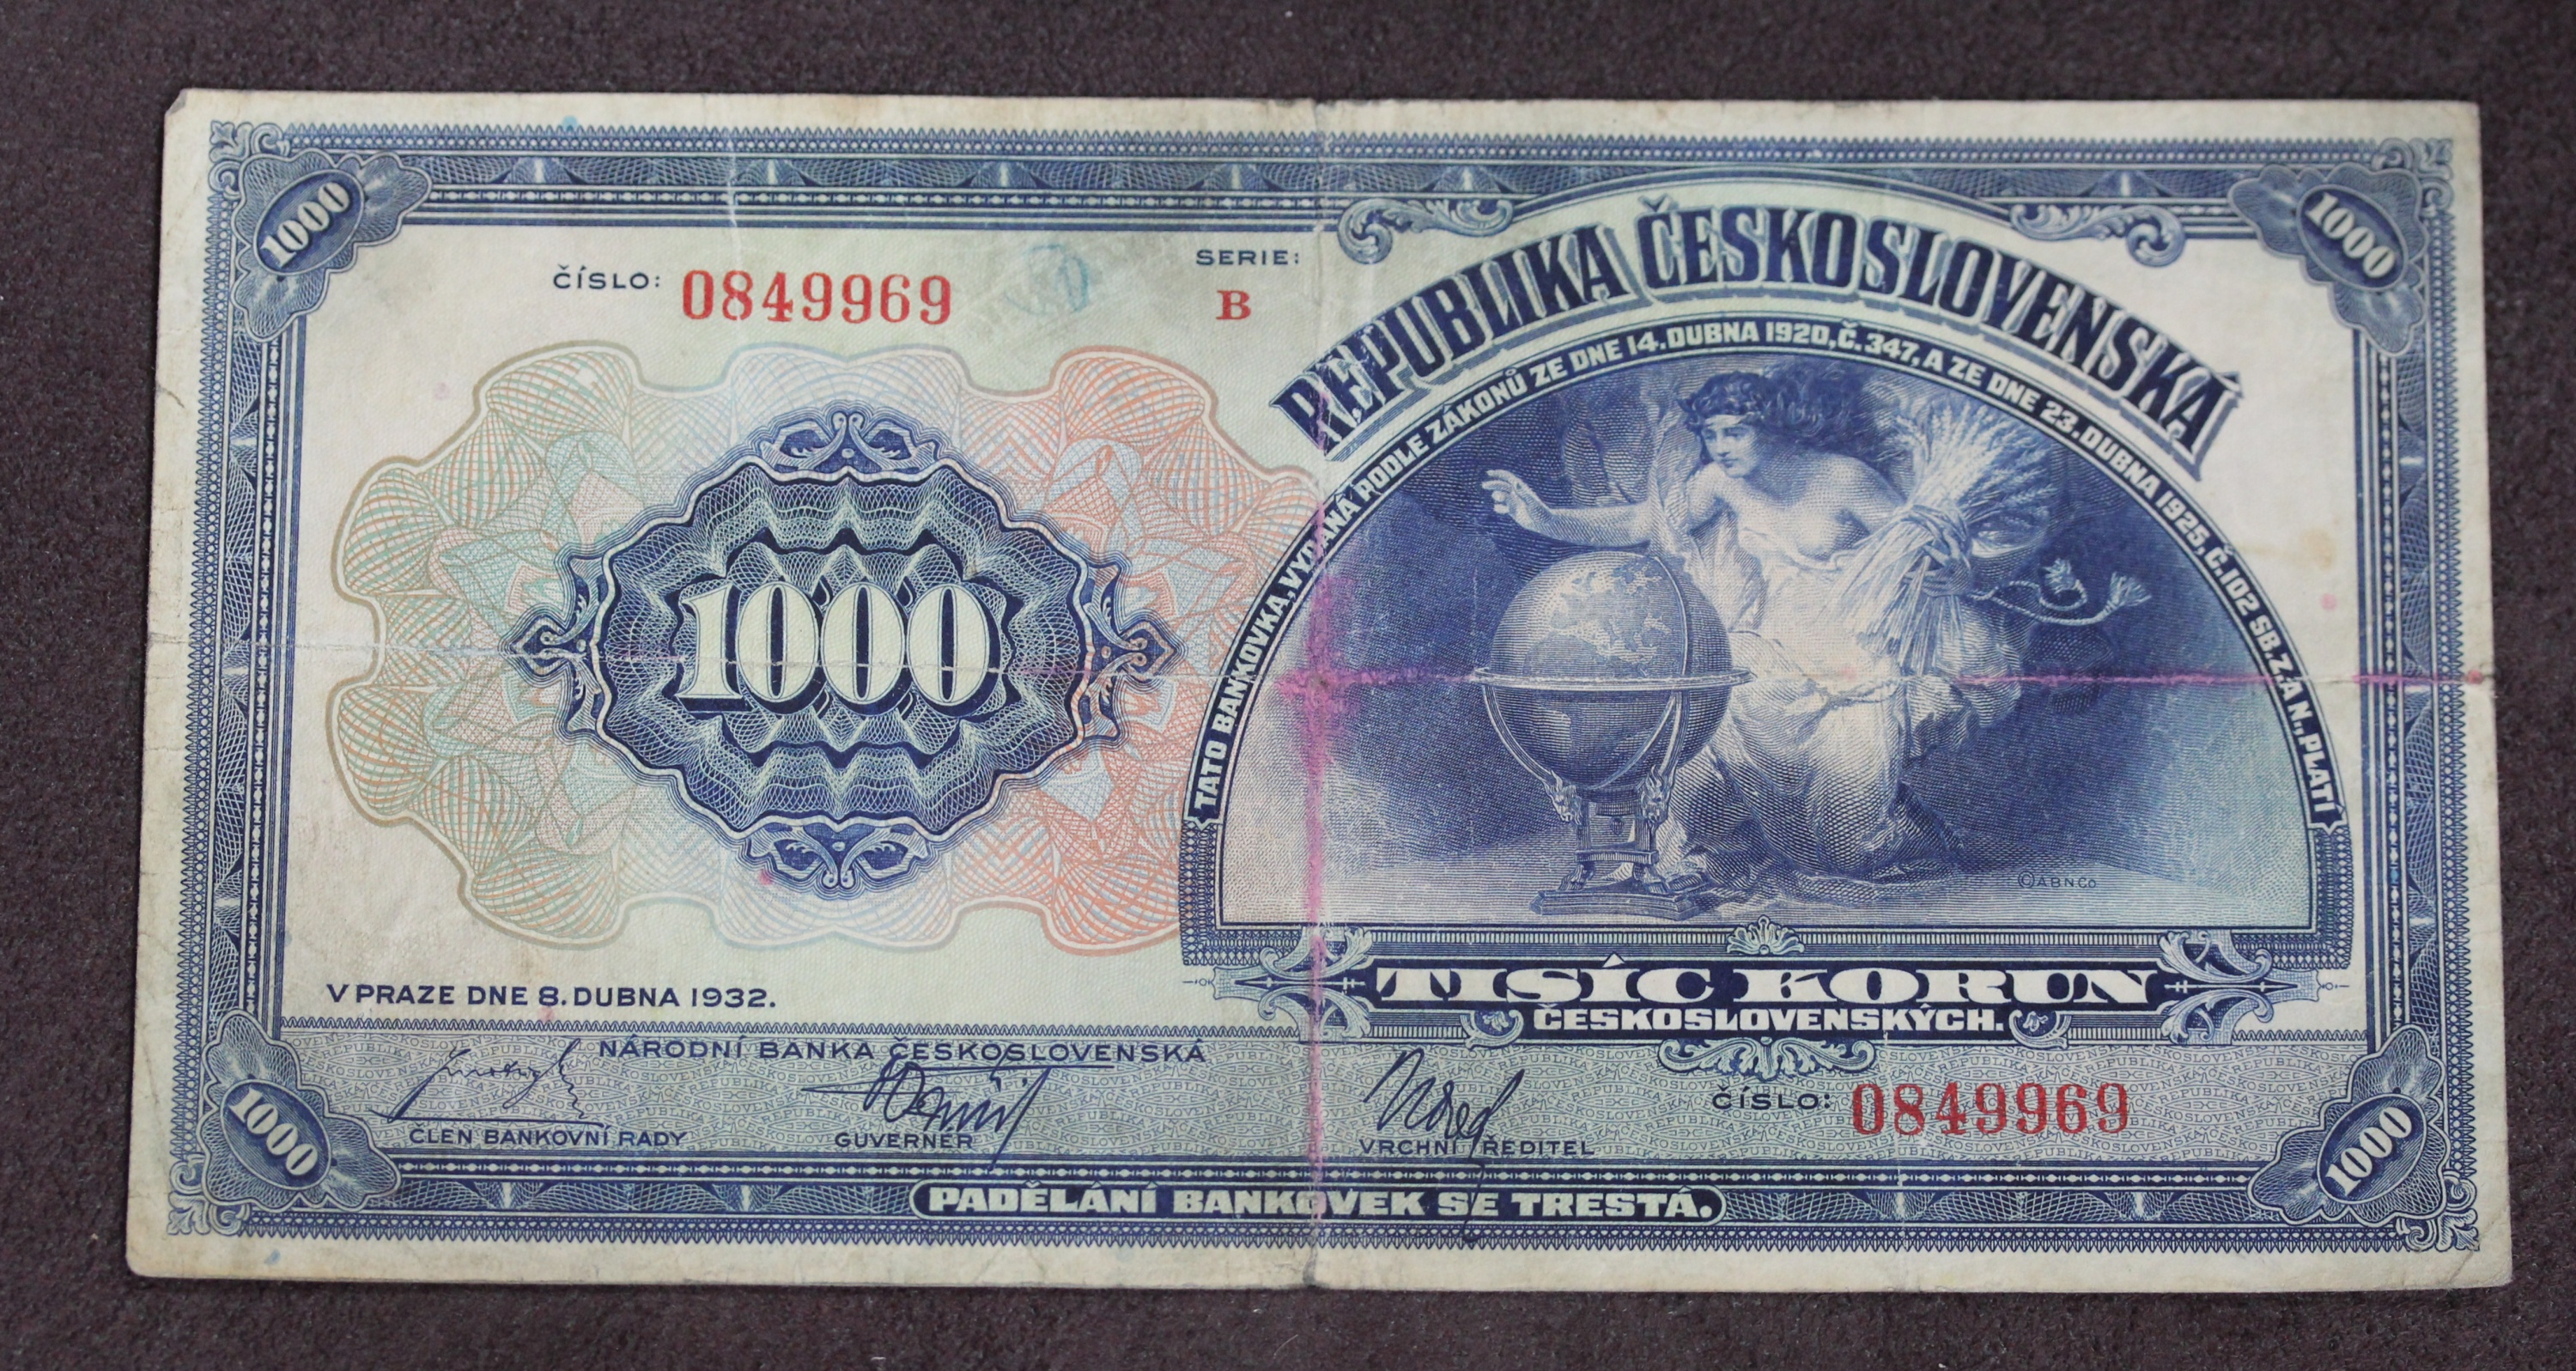 1000
1000
ČÍSLO: 0849969
SERIE:
B
REPUBLIKA ČESKOSLOVENSKÁ
TATO BANKOVKA, VYDANÁ PODLE ZÁKONŮ ZE DNE 14. DUBNA 1920, Č. 347, A ZE DNE 23. DUBNA 1925, Č. 102 SB. Z. A N. PLATÍ
1000
©ABNCo
TISÍC KORUN
ČESKOSLOVENSKÝCH.
V PRAZE DNE 8. DUBNA 1932.
NÁRODNÍ BANKA ČESKOSLOVENSKÁ
ČLEN BANKOVNÍ RADY
GUVERNÉR
VRCHNÍ ŘEDITEL
ČÍSLO: 0849969
1000
1000
PADĚLÁNÍ BANKOVEK SE TRESTÁ.